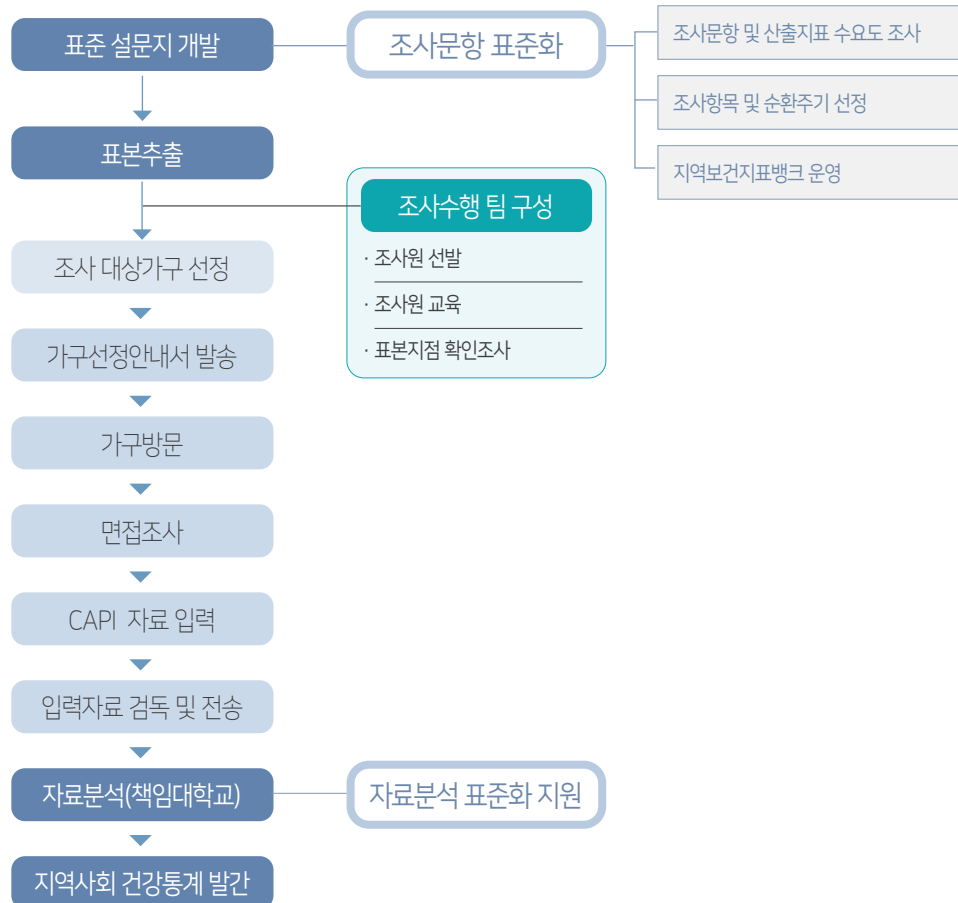 표준 설문지 개발
조사문항 표준화
조사문항 및 산출지표 수요도 조사
조사항목 및 순환주기 선정
지역보건지표뱅크 운영
표본추출
조사수행 팀 구성
· 조사원 선발
· 조사원 교육
· 표본지점 확인조사
조사 대상가구 선정
가구선정안내서 발송
가구방문
면접조사
CAPI 자료 입력
입력자료 검독 및 전송
자료분석(책임대학교)
자료분석 표준화 지원
지역사회 건강통계 발간